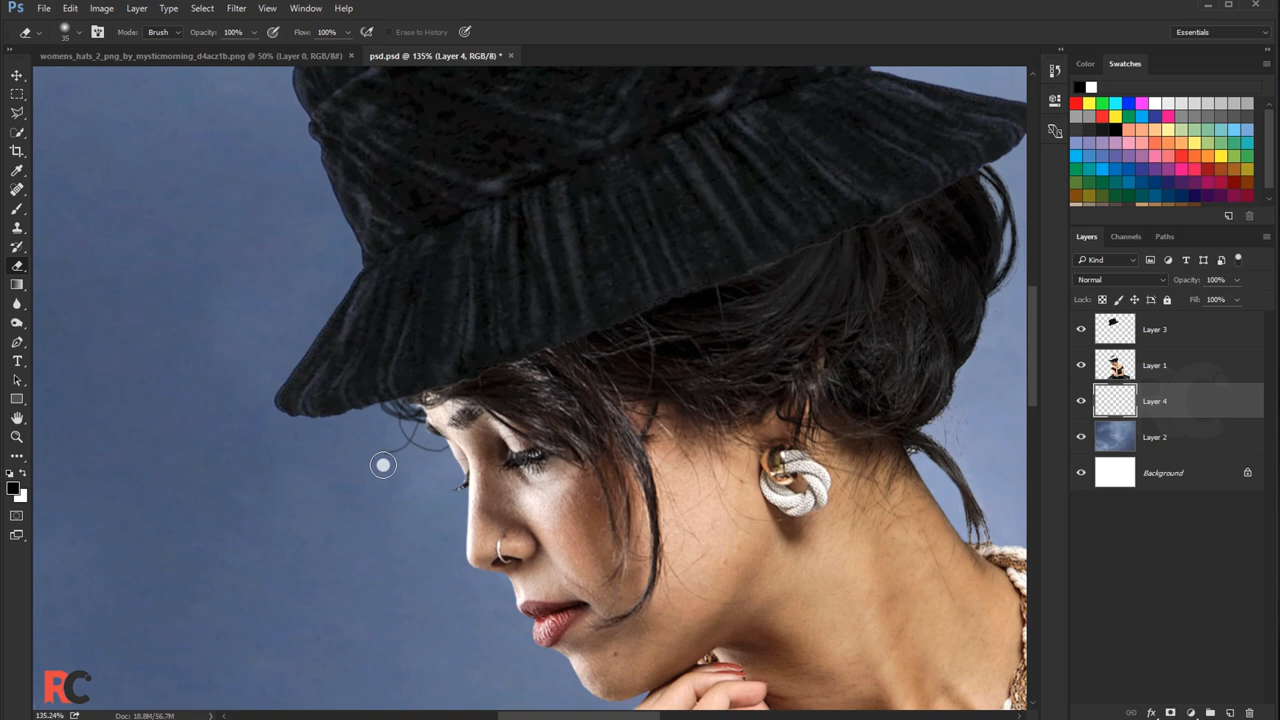 Ps File Edit Image Layer Type Select Filter View Window Help
35 Mode: Brush Opacity: 100% Flow: 100% Erase to History Essentials
womens_hats_2_png_by_mysticmorning_d4acz1b.png @ 50% (Layer 0, RGB/8#) × psd.psd @ 135% (Layer 4, RGB/8) * ×
Color Swatches
Layers Channels Paths
Kind
Normal Opacity: 100%
Lock: Fill: 100%
Layer 3
Layer 1
Layer 4
Layer 2
Background
RC
135.24% Doc: 18.8M/56.7M